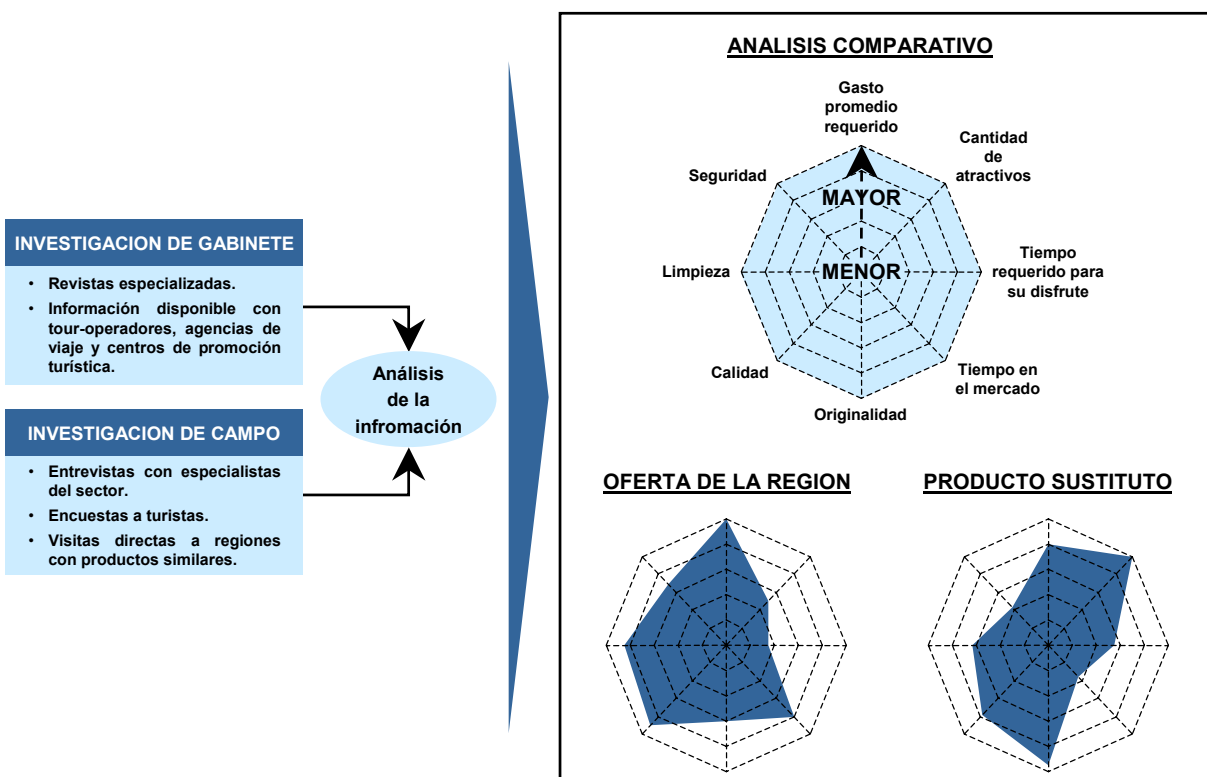 INVESTIGACION DE GABINETE
• Revistas especializadas.
• Información disponible con
tour-operadores, agencias de
viaje y centros de promoción
turística.
INVESTIGACION DE CAMPO
• Entrevistas con especialistas
del sector.
• Encuestas a turistas.
• Visitas directas a regiones
con productos similares.
Análisis
de la
infromación
ANALISIS COMPARATIVO
Gasto
promedio
requerido
Cantidad
de
atractivos
Seguridad
MAYOR
Limpieza
MENOR
Tiempo
requerido para
su disfrute
Calidad
Tiempo en
el mercado
Originalidad
OFERTA DE LA REGION
PRODUCTO SUSTITUTO